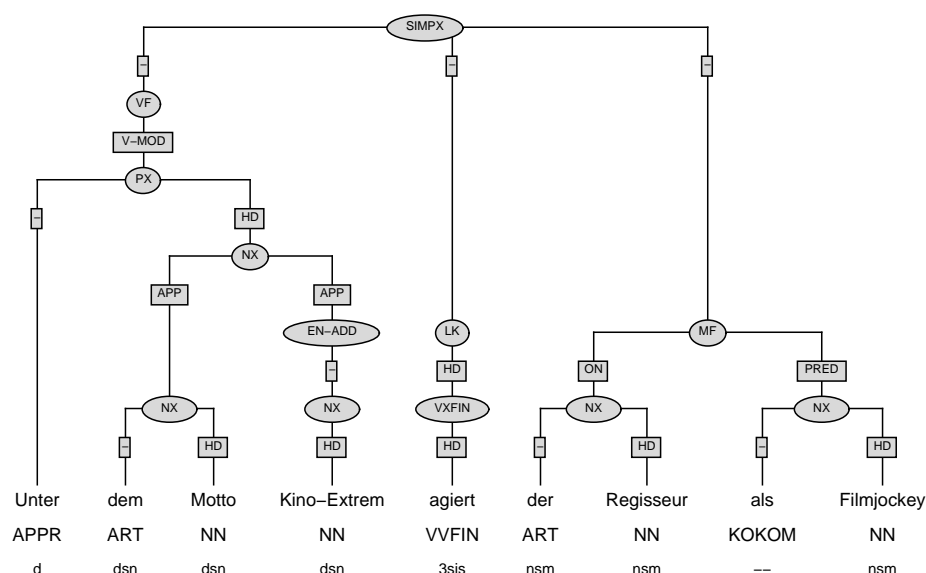 SIMPX
– – –
VF
V–MOD
PX
– HD
NX
APP APP
EN–ADD LK MF
– HD ON PRED
NX NX VXFIN NX NX
– HD HD HD – HD – HD
Unter dem Motto Kino–Extrem agiert der Regisseur als Filmjockey
APPR ART NN NN VVFIN ART NN KOKOM NN
d dsn dsn dsn 3sis nsm nsm –– nsm